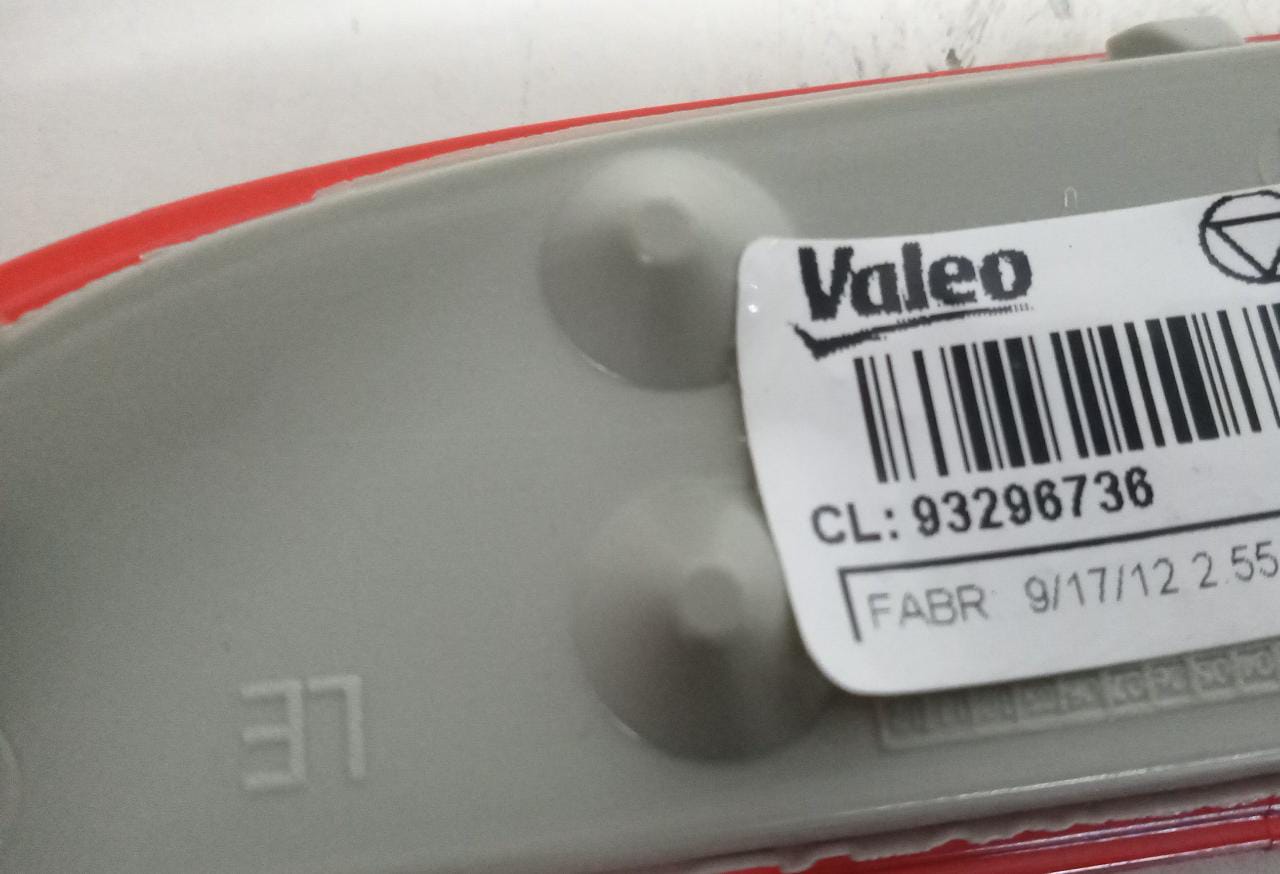 Valeo
CL: 93296736
FABR 9/17/12 2.55
LE